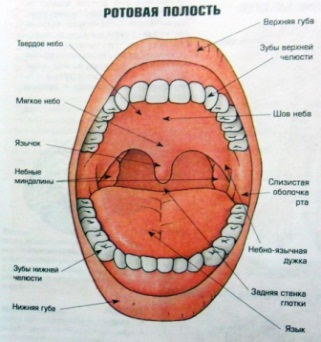 РОТОВАЯ ПОЛОСТЬ
Верхняя губа
Твердое небо
Зубы верхней
челюсти
Мягкое небо
Шов неба
Язычок
Небные
миндалины
Слизистая
оболочка
рта
Небно-язычная
дужка
Зубы нижней
челюсти
Задняя стенка
глотки
Нижняя губа
Язык